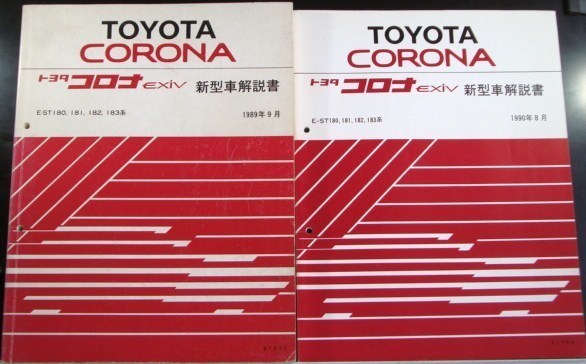 TOYOTA
CORONA
トヨタ コロナ EXiV 新型車解説書
E-ST180, 181, 182, 183系
1989年9月
TOYOTA
CORONA
トヨタ コロナ EXiV 新型車解説書
E-ST180, 181, 182, 183系
1990年8月